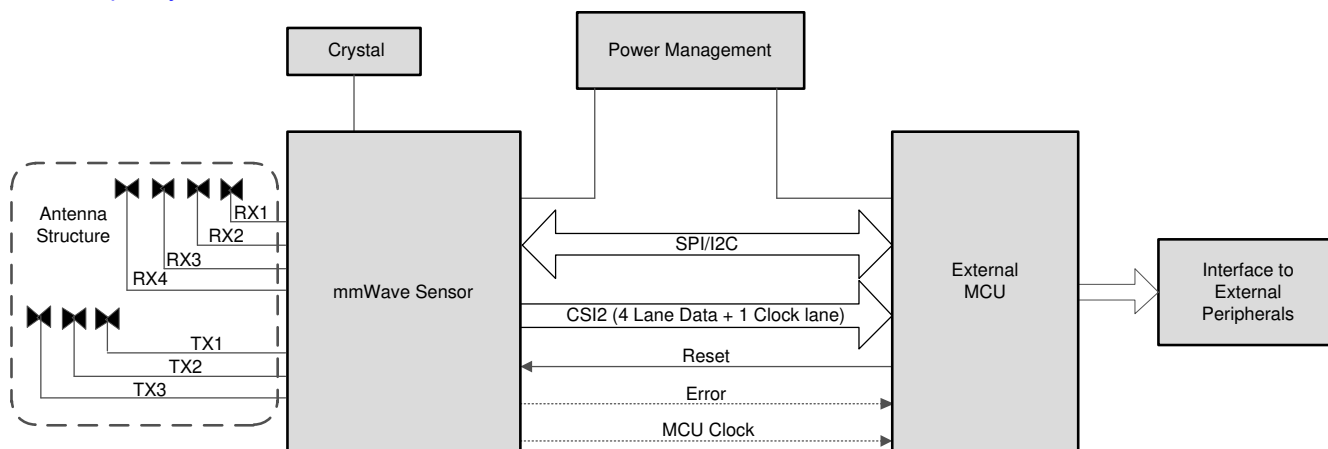 Crystal
Power Management
Antenna
Structure
RX1
RX2
RX3
RX4
TX1
TX2
TX3
mmWave Sensor
SPI/I2C
CSI2 (4 Lane Data + 1 Clock lane)
Reset
Error
MCU Clock
External
MCU
Interface to
External
Peripherals